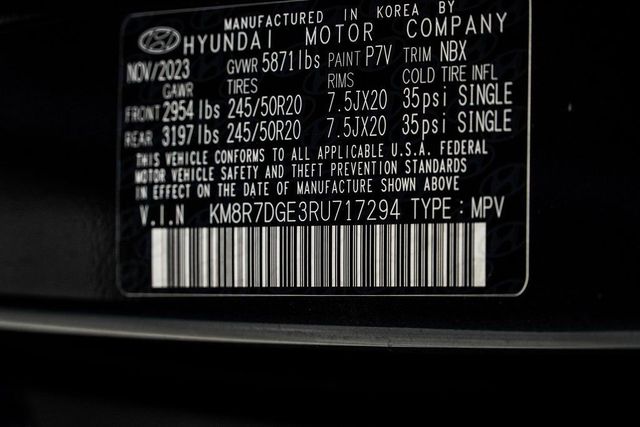 MANUFACTURED IN KOREA BY
HYUNDAI MOTOR COMPANY
NOV/2023 GVWR 5871lbs PAINT P7V TRIM NBX
GAWR TIRES RIMS COLD TIRE INFL
FRONT 2954 lbs 245/50R20 7.5JX20 35psi SINGLE
REAR 3197 lbs 245/50R20 7.5JX20 35psi SINGLE
THIS VEHICLE CONFORMS TO ALL APPLICABLE U.S.A. FEDERAL
MOTOR VEHICLE SAFETY AND THEFT PREVENTION STANDARDS
IN EFFECT ON THE DATE OF MANUFACTURE SHOWN ABOVE
V.I.N KM8R7DGE3RU717294 TYPE : MPV